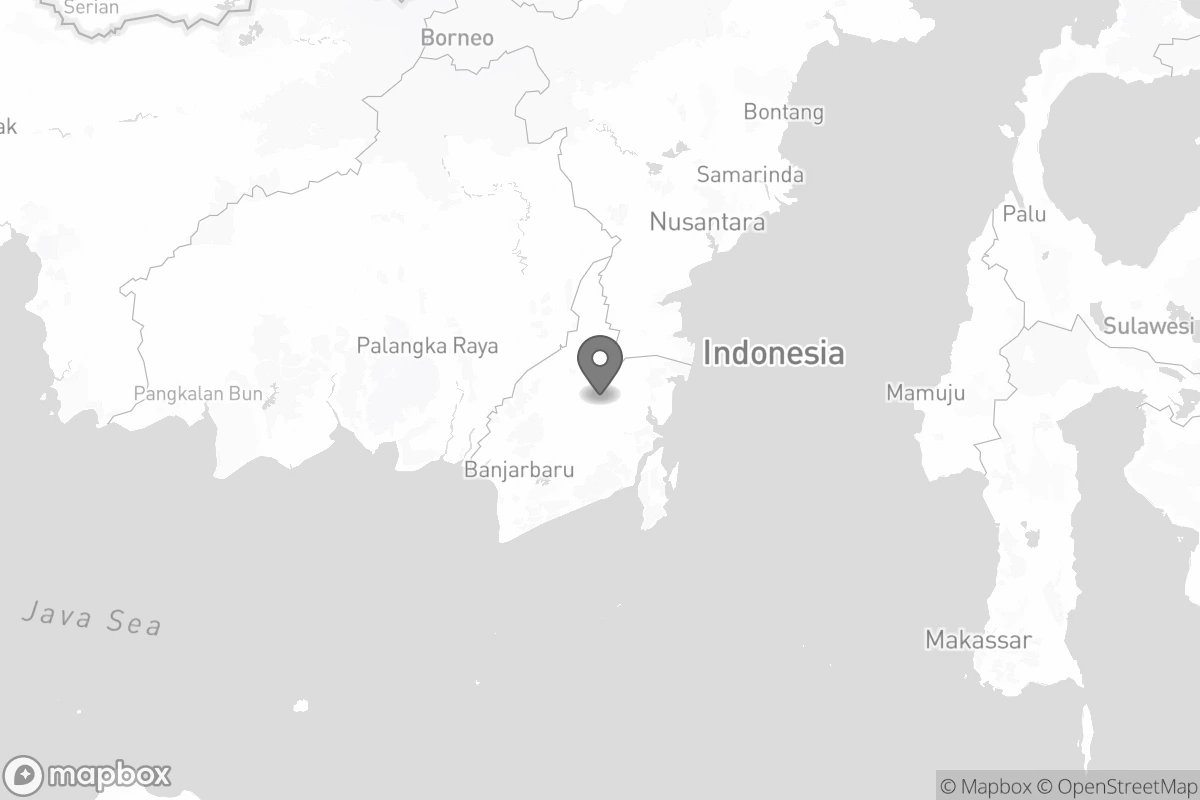 Serian
Borneo
Bontang
ak
Samarinda
Palu
Nusantara
Sulawesi
Palangka Raya
Indonesia
Pangkalan Bun
Mamuju
Banjarbaru
Java Sea
Makassar
mapbox
© Mapbox © OpenStreetMap